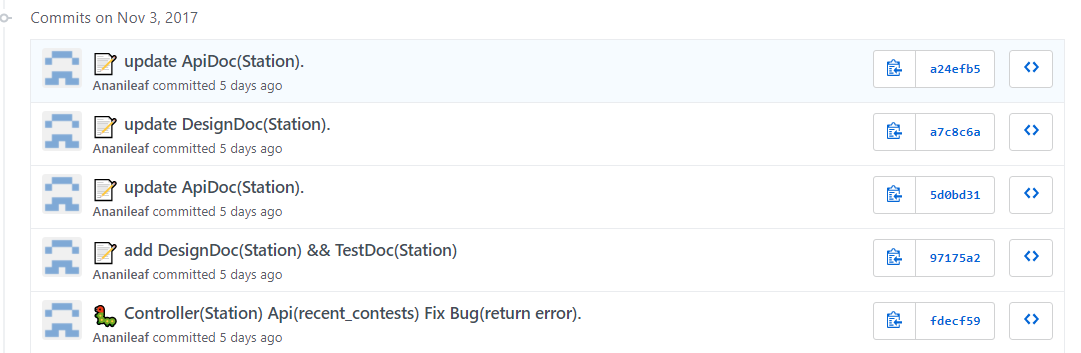 Commits on Nov 3, 2017
update ApiDoc(Station).
Ananileaf committed 5 days ago
a24efb5
update DesignDoc(Station).
Ananileaf committed 5 days ago
a7c8c6a
update ApiDoc(Station).
Ananileaf committed 5 days ago
5d0bd31
add DesignDoc(Station) && TestDoc(Station)
Ananileaf committed 5 days ago
97175a2
Controller(Station) Api(recent_contests) Fix Bug(return error).
Ananileaf committed 5 days ago
fdecf59